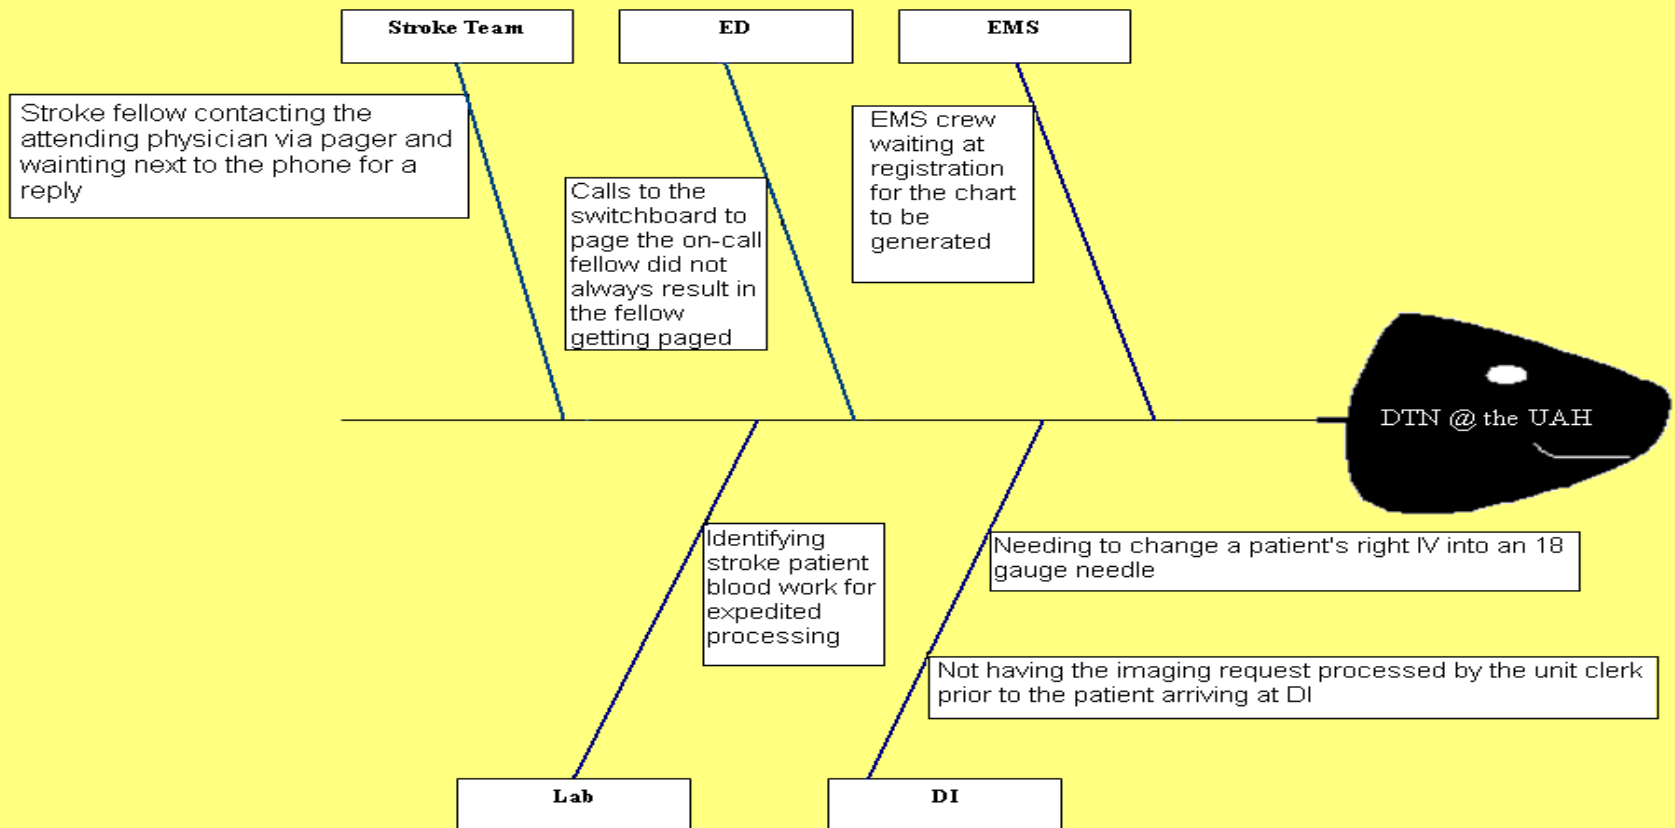 Stroke Team
ED
EMS
Stroke fellow contacting the
attending physician via pager and
wainting next to the phone for a
reply
Calls to the
switchboard to
page the on-call
fellow did not
always result in
the fellow
getting paged
EMS crew
waiting at
registration
for the chart
to be
generated
DTN @ the UAH
Identifying
stroke patient
blood work for
expedited
processing
Needing to change a patient's right IV into an 18
gauge needle
Not having the imaging request processed by the unit clerk
prior to the patient arriving at DI
Lab
DI